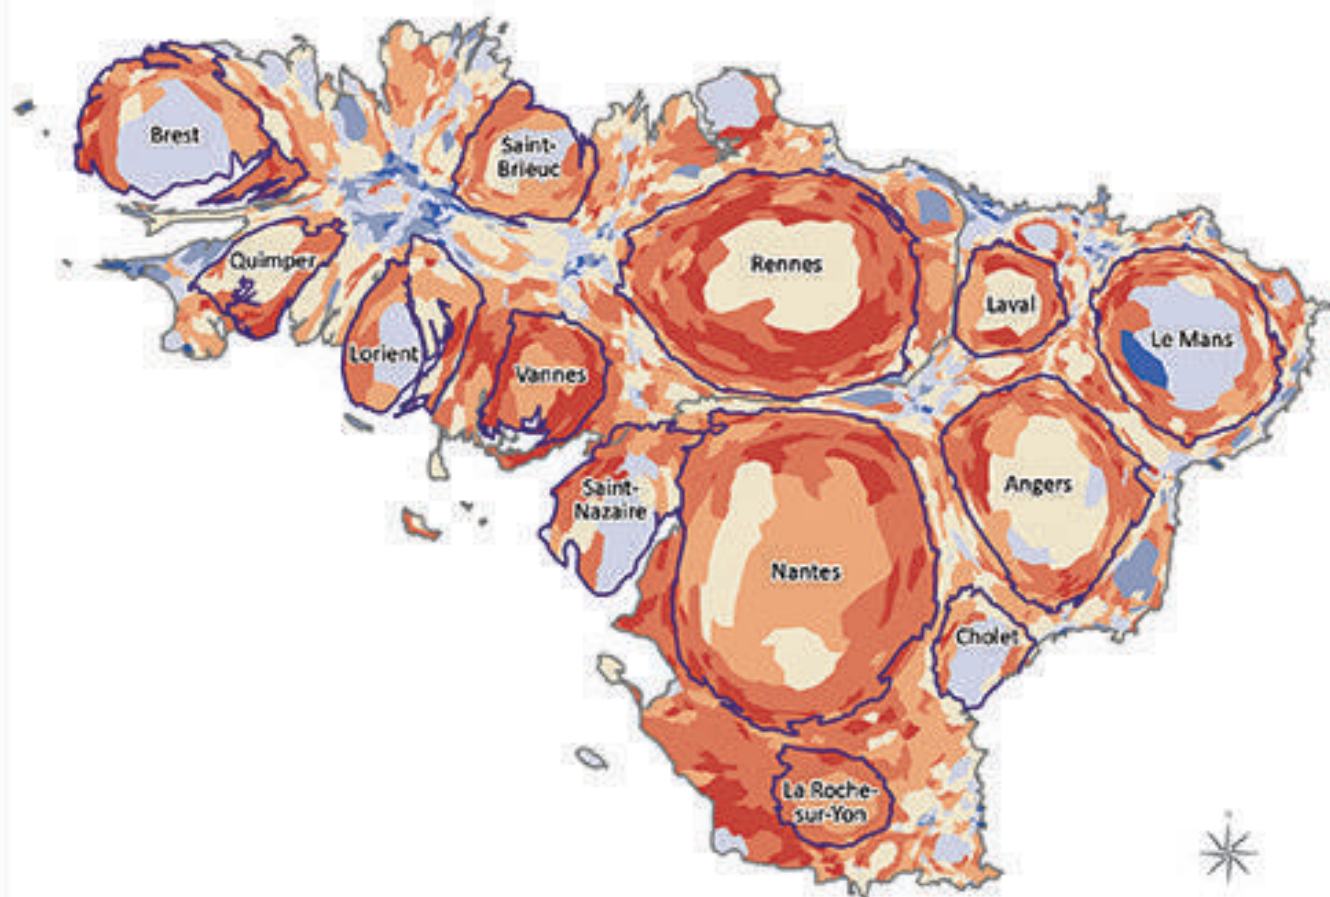 Brest
Saint-
Brieuc
Quimper
Rennes
Laval
Le Mans
Lorient
Vannes
Saint-
Nazaire
Angers
Nantes
Cholet
La Roche-
sur-Yon